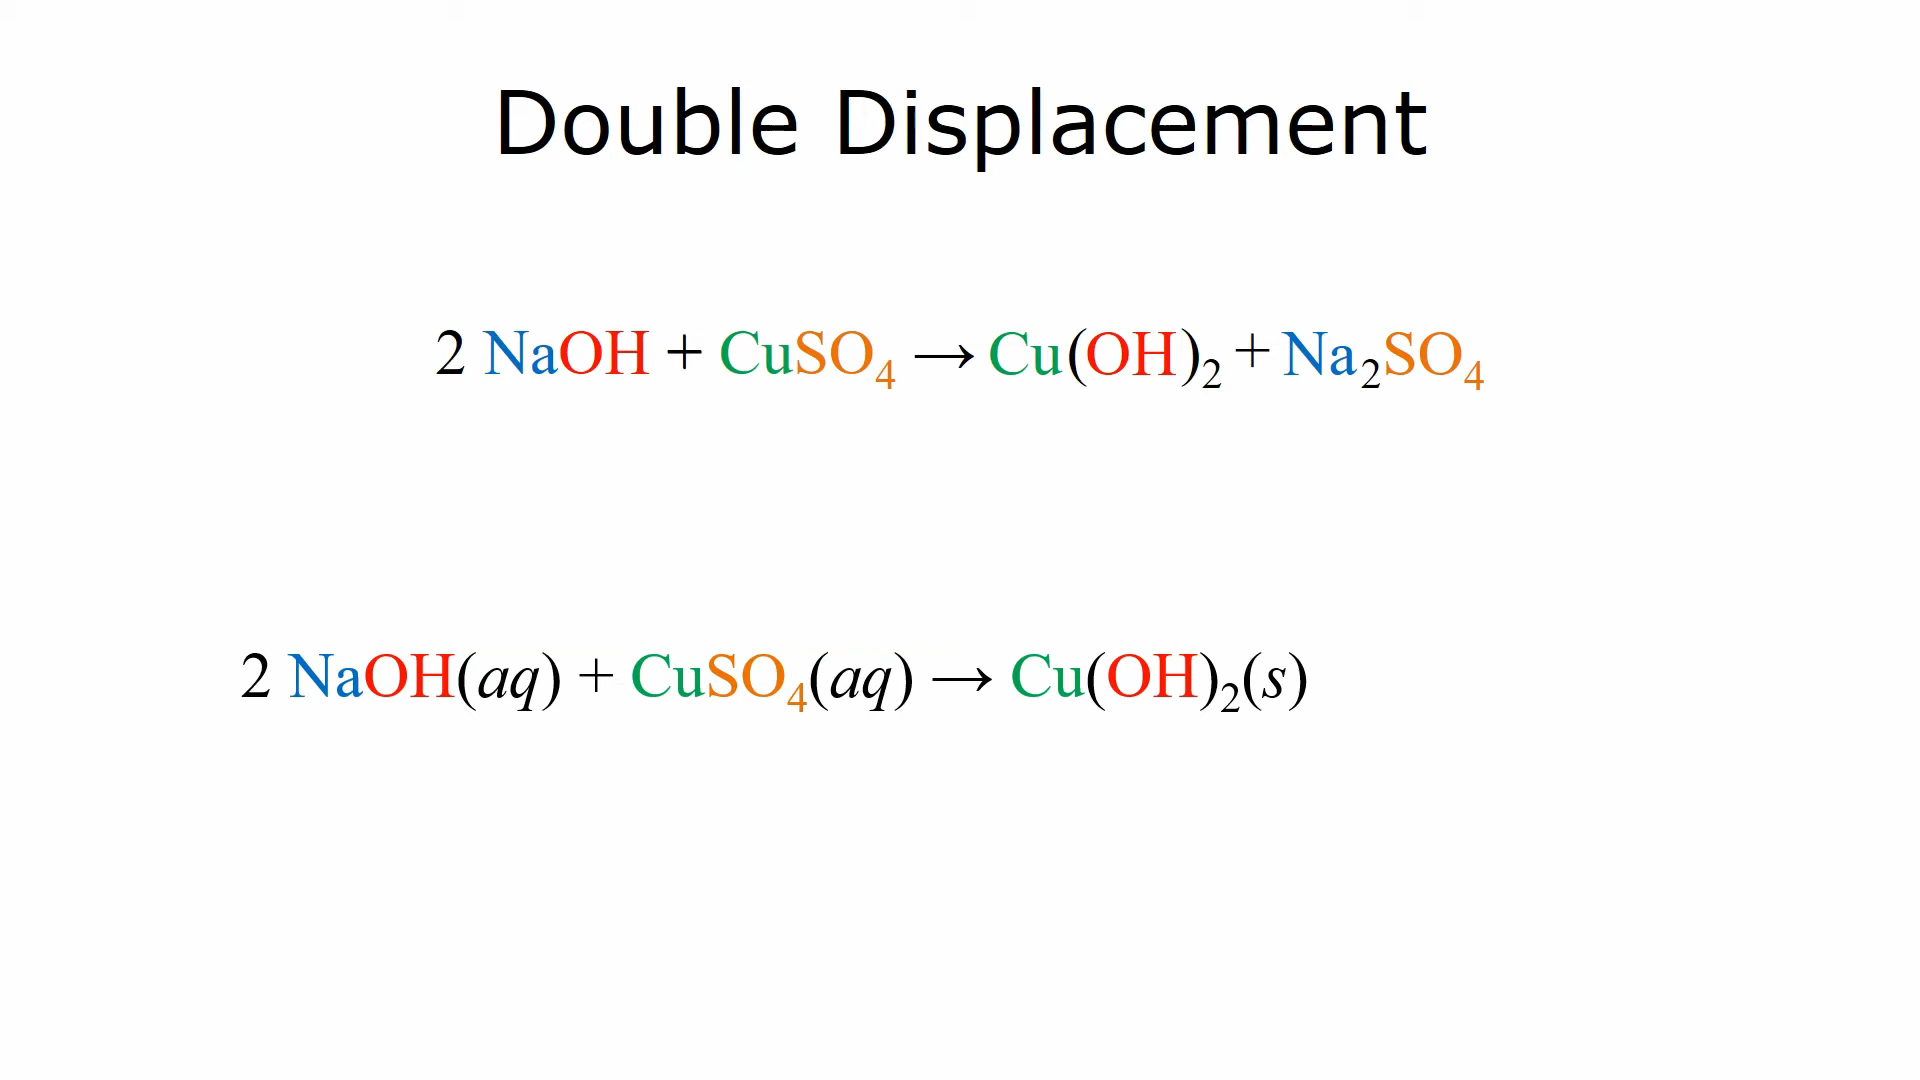 Double Displacement
2 NaOH + CuSO₄ → Cu(OH)₂ + Na₂SO₄
2 NaOH(aq) + CuSO₄(aq) → Cu(OH)₂(s)